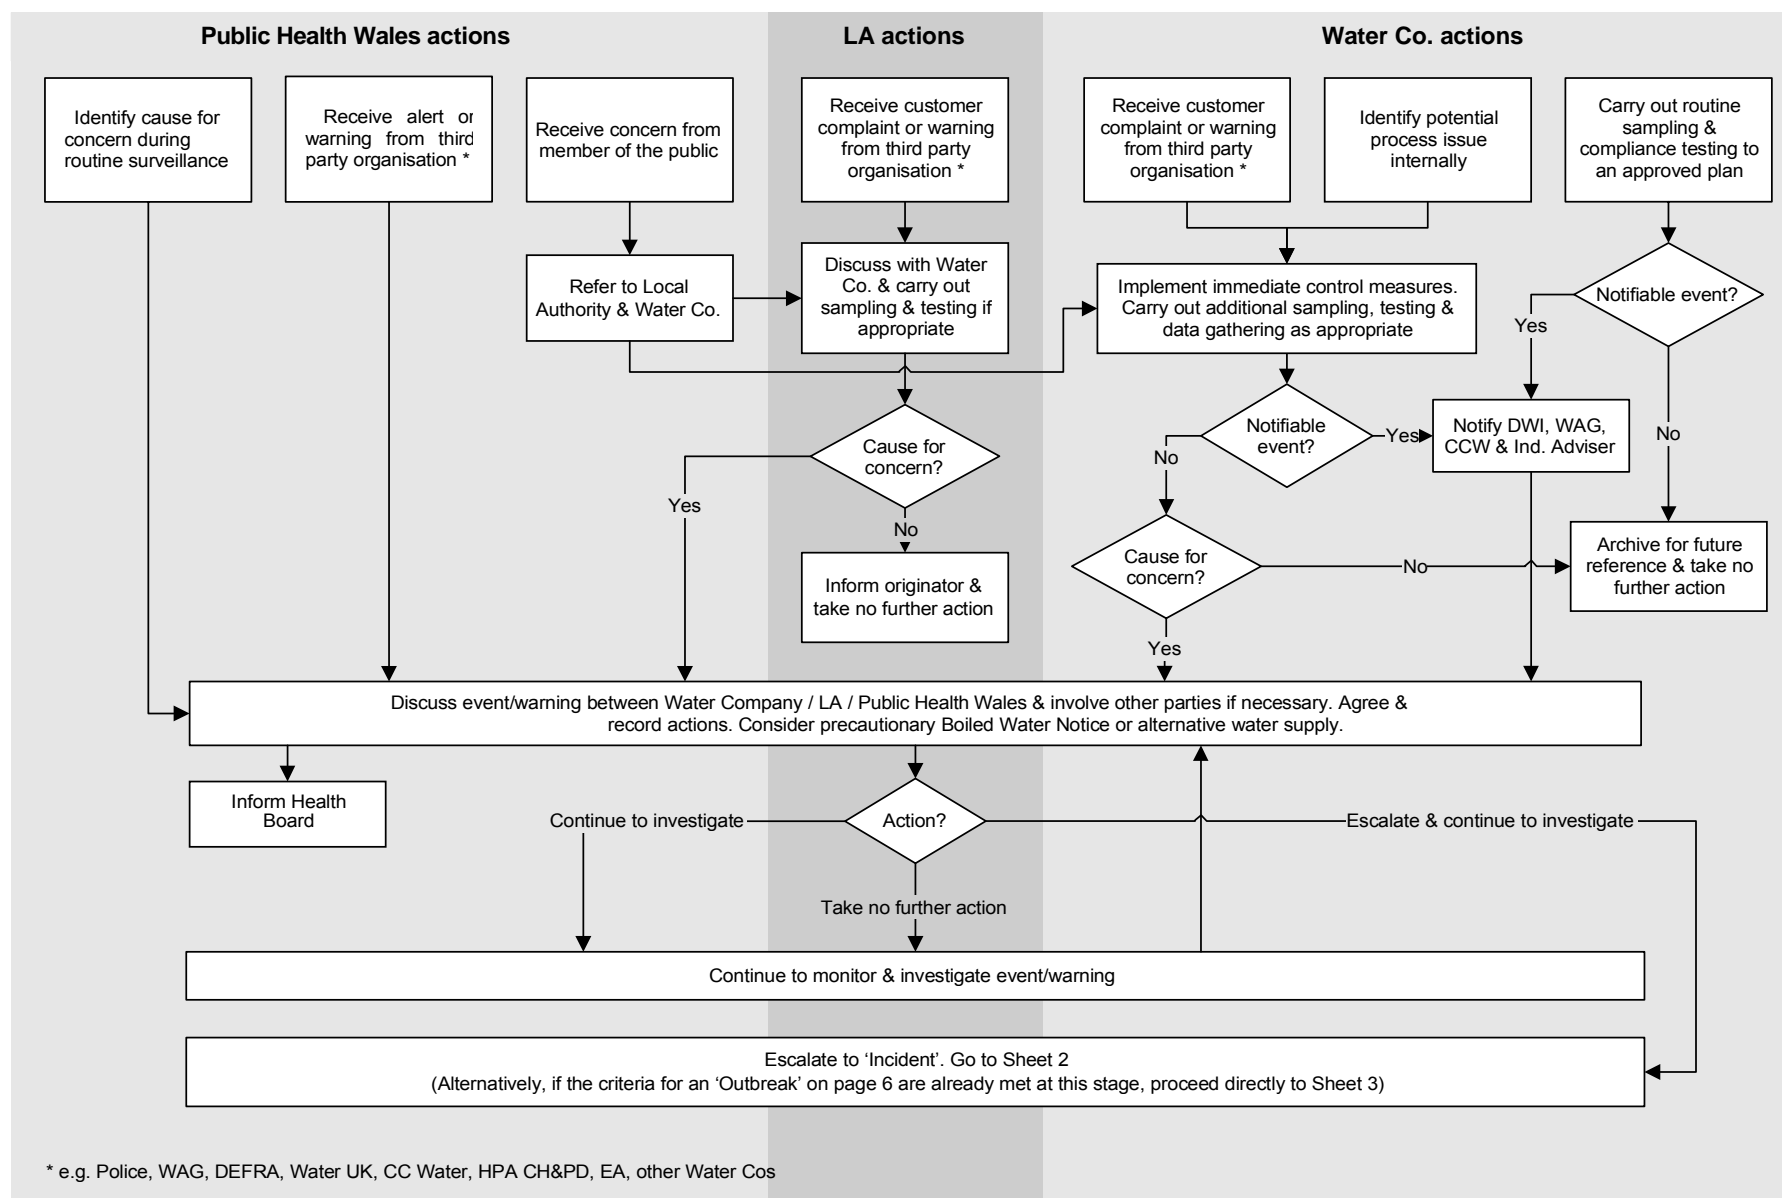 Public Health Wales actions
LA actions
Water Co. actions
Identify cause for
concern during
routine surveillance
Receive alert or
warning from third
party organisation *
Receive concern from
member of the public
Receive customer
complaint or warning
from third party
organisation *
Receive customer
complaint or warning
from third party
organisation *
Identify potential
process issue
internally
Carry out routine
sampling &
compliance testing to
an approved plan
Refer to Local
Authority & Water Co.
Discuss with Water
Co. & carry out
sampling & testing if
appropriate
Implement immediate control measures.
Carry out additional sampling, testing &
data gathering as appropriate
Notifiable event?
Yes
No
Cause for
concern?
Yes
No
Notifiable
event?
Yes
No
Notify DWI, WAG,
CCW & Ind. Adviser
Inform originator &
take no further action
Cause for
concern?
No
Yes
Archive for future
reference & take no
further action
Discuss event/warning between Water Company / LA / Public Health Wales & involve other parties if necessary. Agree &
record actions. Consider precautionary Boiled Water Notice or alternative water supply.
Inform Health
Board
Action?
Continue to investigate
Escalate & continue to investigate
Take no further action
Continue to monitor & investigate event/warning
Escalate to ‘Incident’. Go to Sheet 2
(Alternatively, if the criteria for an ‘Outbreak’ on page 6 are already met at this stage, proceed directly to Sheet 3)
* e.g. Police, WAG, DEFRA, Water UK, CC Water, HPA CH&PD, EA, other Water Cos